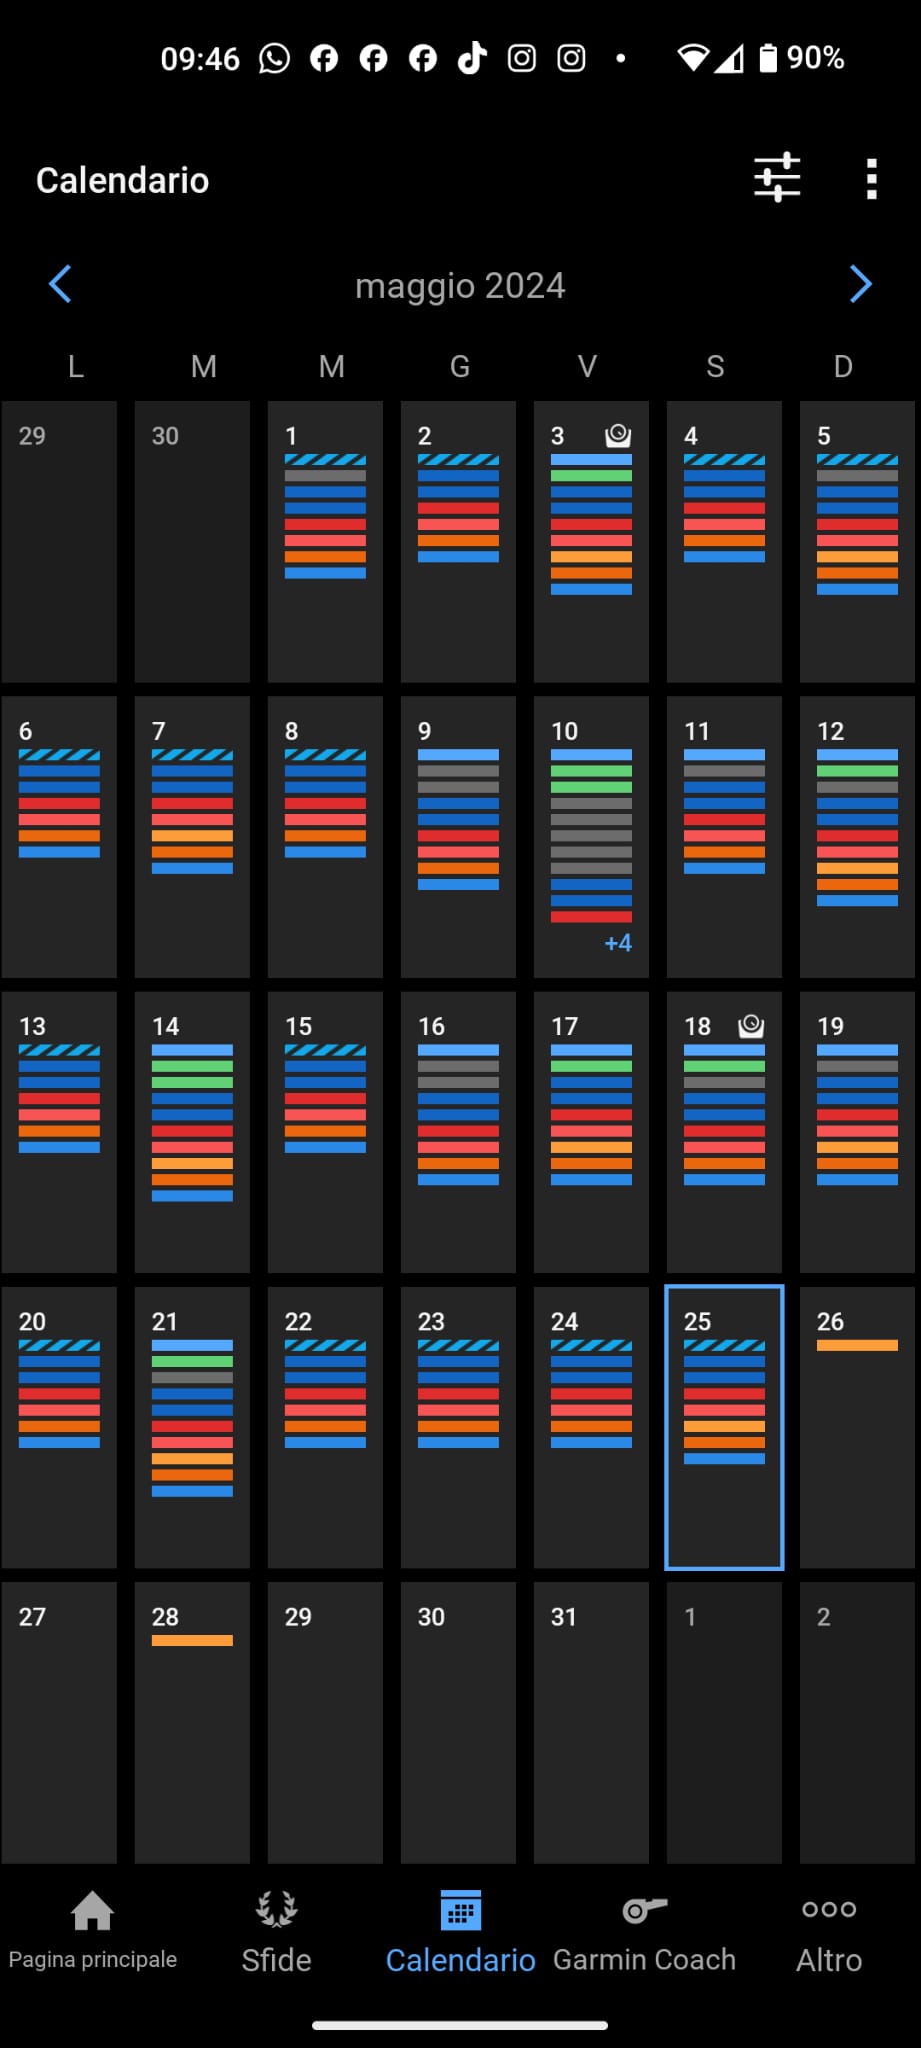 09:46 90%
Calendario
maggio 2024
L M M G V S D
29 30 1 2 3 4 5
6 7 8 9 10 11 12
+4
13 14 15 16 17 18 19
20 21 22 23 24 25 26
27 28 29 30 31 1 2
Pagina principale Sfide Calendario Garmin Coach Altro